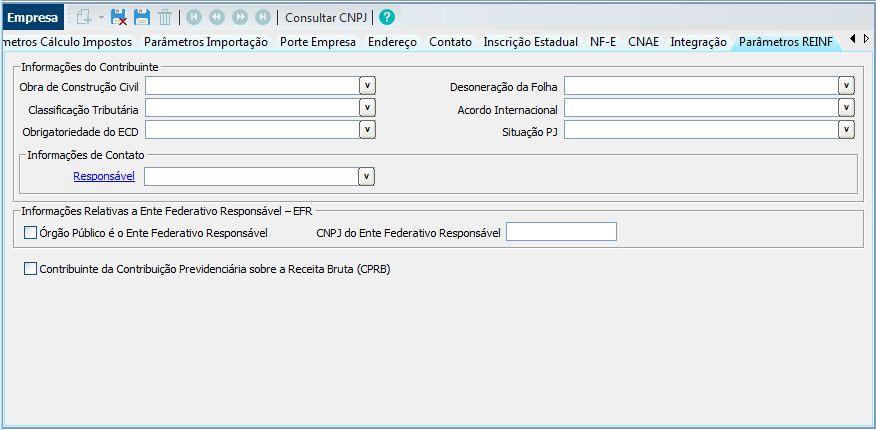 Empresa Consultar CNPJ ?
metros Cálculo Impostos Parâmetros Importação Porte Empresa Endereço Contato Inscrição Estadual NF-E CNAE Integração Parâmetros REINF
Informações do Contribuinte
Obra de Construção Civil v Desoneração da Folha v
Classificação Tributária v Acordo Internacional v
Obrigatoriedade do ECD v Situação PJ v
Informações de Contato
Responsável v
Informações Relativas a Ente Federativo Responsável – EFR
Órgão Público é o Ente Federativo Responsável CNPJ do Ente Federativo Responsável
Contribuinte da Contribuição Previdenciária sobre a Receita Bruta (CPRB)